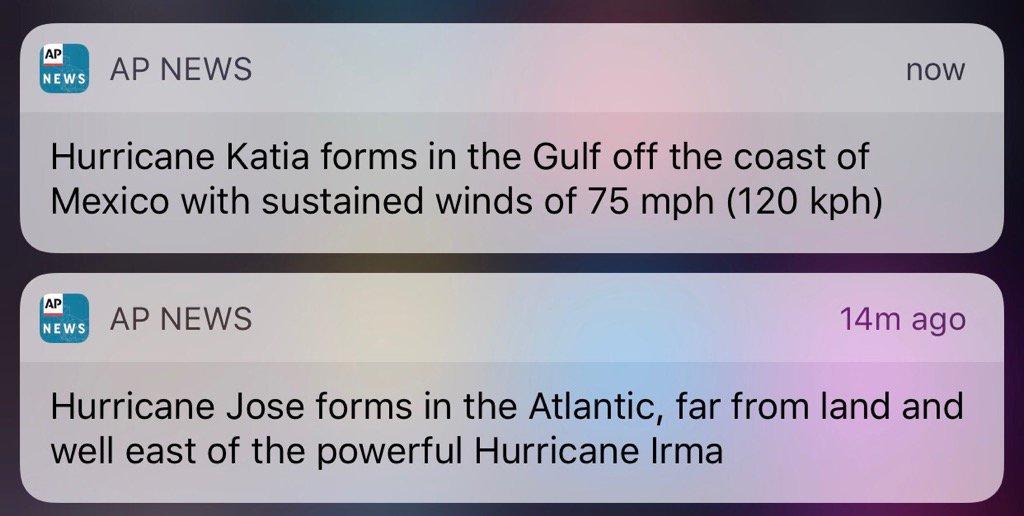 AP
NEWS
AP NEWS
now
Hurricane Katia forms in the Gulf off the coast of
Mexico with sustained winds of 75 mph (120 kph)
AP
NEWS
AP NEWS
14m ago
Hurricane Jose forms in the Atlantic, far from land and
well east of the powerful Hurricane Irma